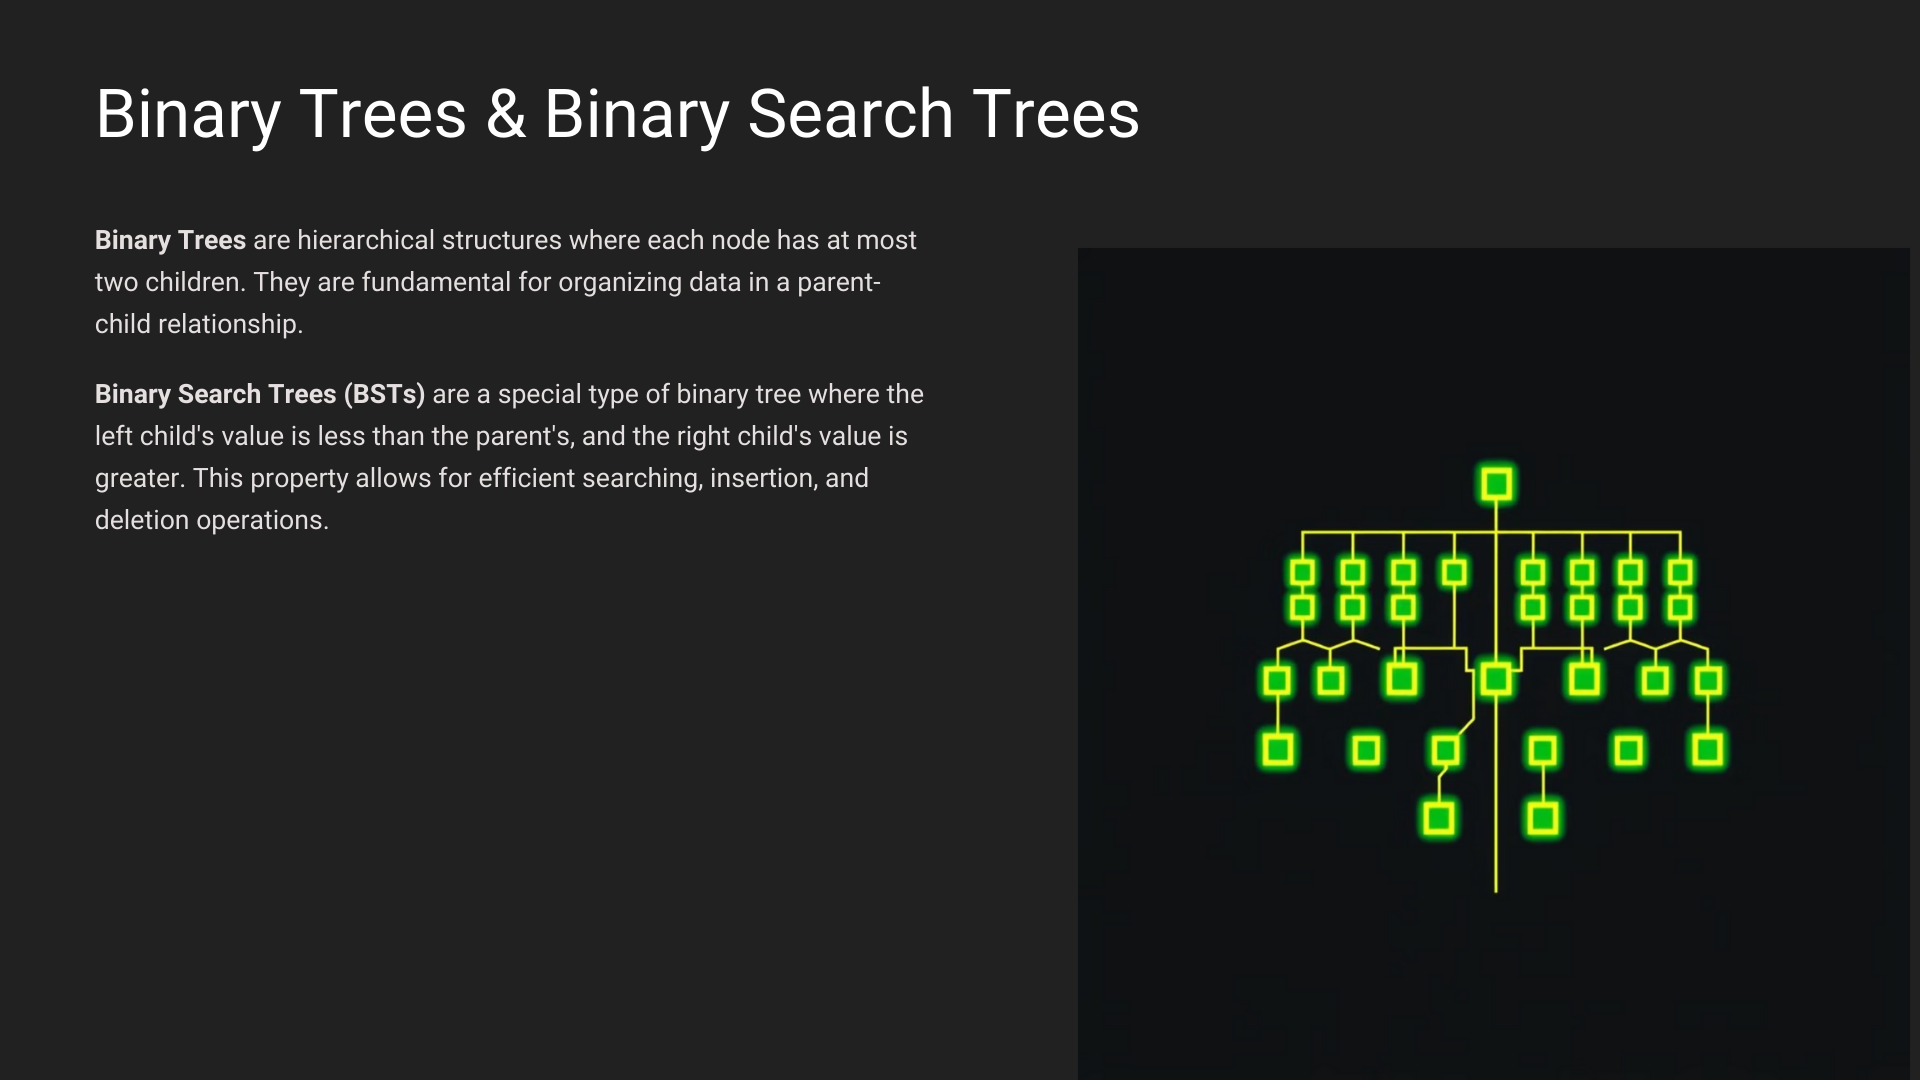 Binary Trees & Binary Search Trees
Binary Trees are hierarchical structures where each node has at most
two children. They are fundamental for organizing data in a parent-
child relationship.
Binary Search Trees (BSTs) are a special type of binary tree where the
left child's value is less than the parent's, and the right child's value is
greater. This property allows for efficient searching, insertion, and
deletion operations.